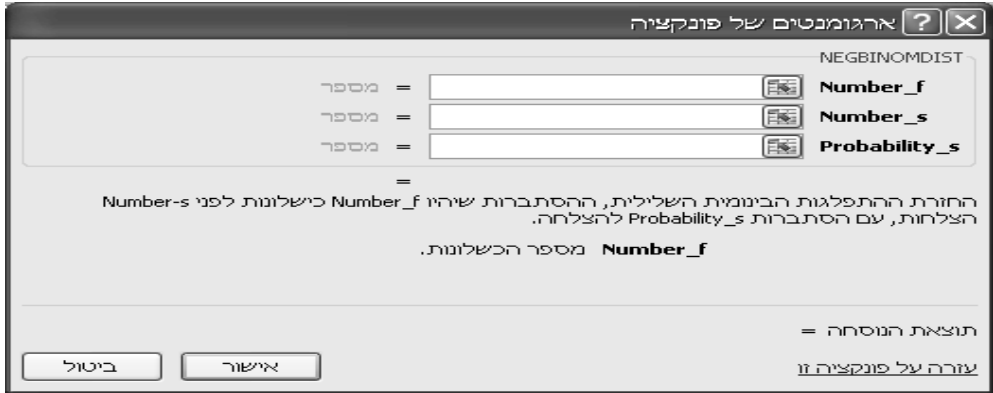 ארגומנטים של פונקציה
NEGBINOMDIST
Number_f = מספר
Number_s = מספר
Probability_s = מספר
=
החזרת ההתפלגות הבינומית השלילית, ההסתברות שיהיו Number_f כישלונות לפני Number-s
הצלחות, עם הסתברות Probability_s להצלחה.
Number_f מספר הכשלונות.
תוצאת הנוסחה =
עזרה על פונקציה זו
אישור
ביטול